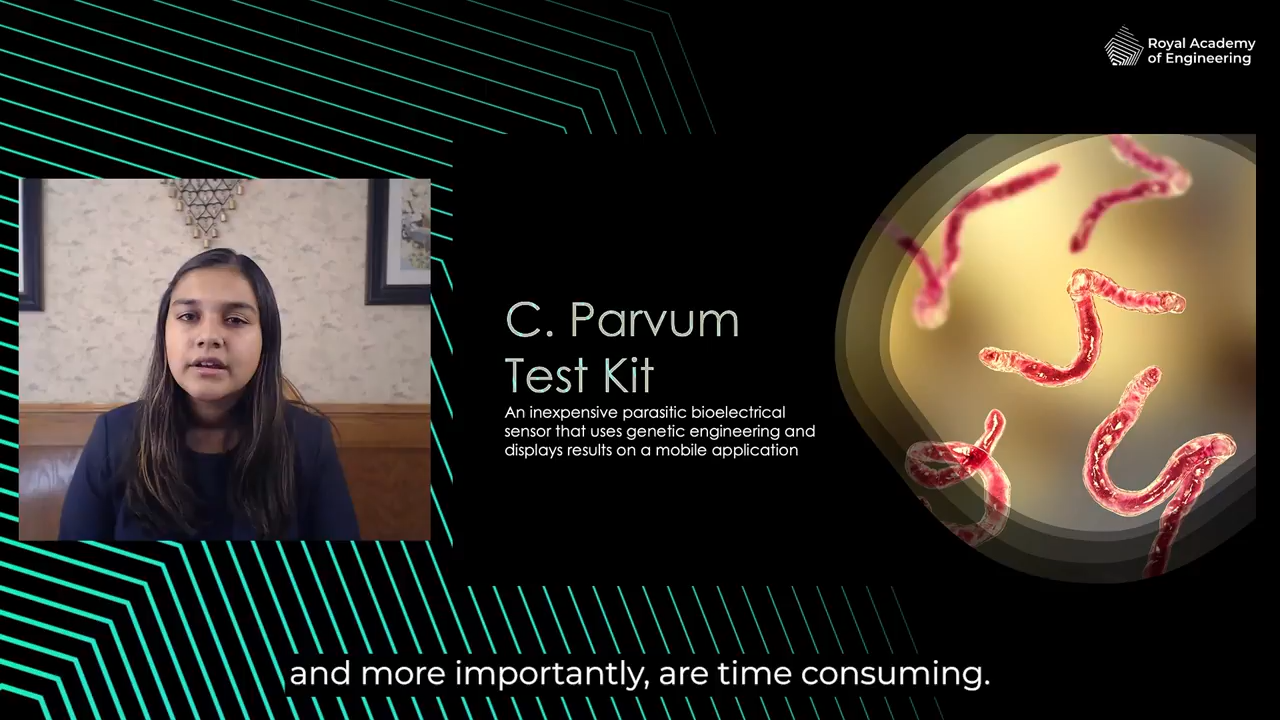 Royal Academy
of Engineering
C. Parvum
Test Kit
An inexpensive parasitic bioelectrical
sensor that uses genetic engineering and
displays results on a mobile application
and more importantly, are time consuming.